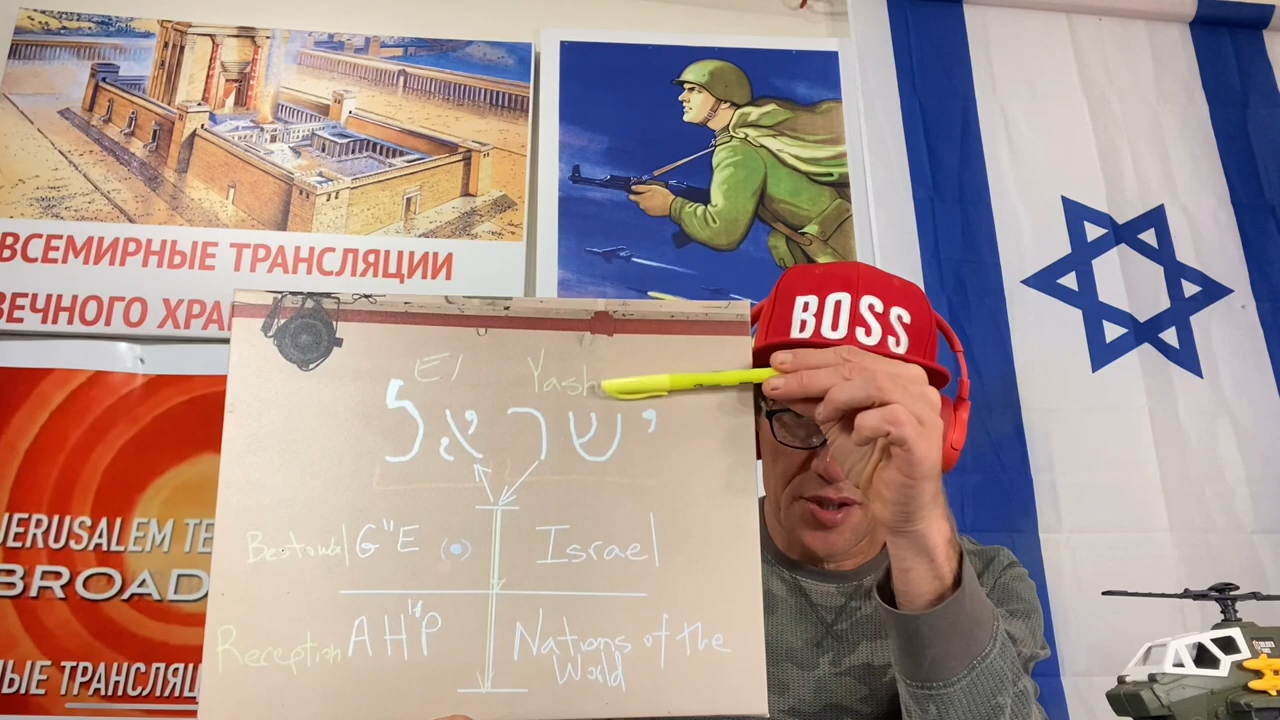 ВСЕМИРНЫЕ ТРАНСЛЯЦИИ
ВЕЧНОГО ХРА
BOSS
El Yash
ישראל
Bestowal G"E (•) Israel
Reception AH"P Nations of the
World
JERUSALEM TE
BROAD
НЫЕ ТРАНСЛЯЦ